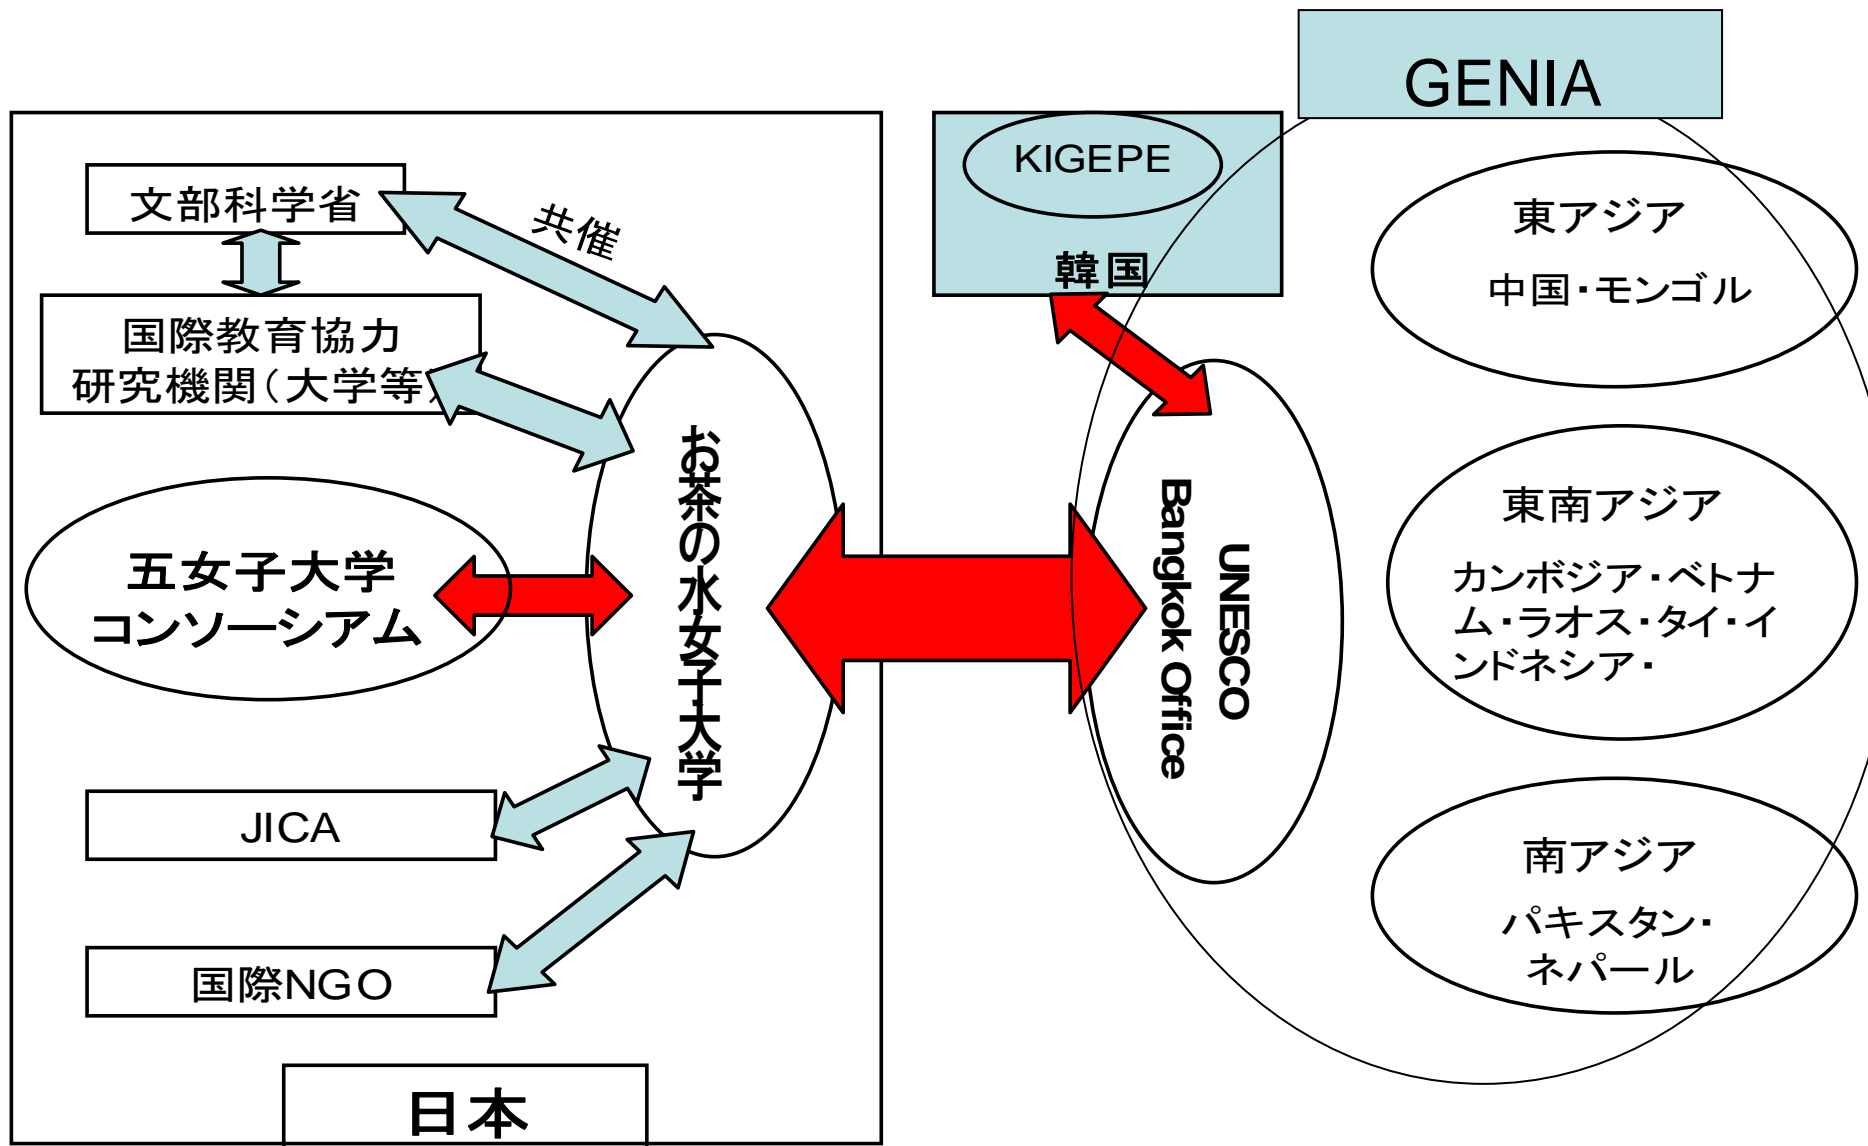 GENIA
KIGEPE
韓国
文部科学省
共催
国際教育協力
研究機関（大学等）
五女子大学
コンソーシアム
お茶の水女子大学
JICA
国際NGO
日本
UNESCO
Bangkok Office
東アジア
中国・モンゴル
東南アジア
カンボジア・ベトナ
ム・ラオス・タイ・イ
ンドネシア・
南アジア
パキスタン・
ネパール